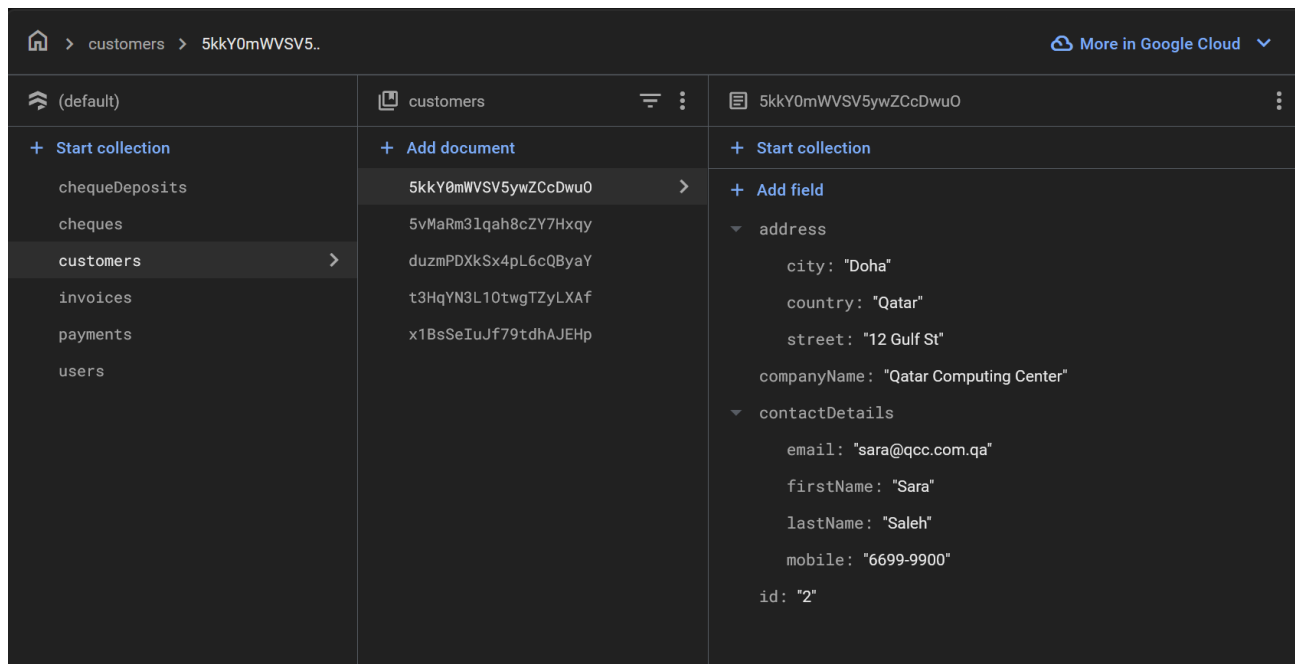 customers > 5kkY0mWVSV5.. More in Google Cloud
(default)
+ Start collection
chequeDeposits
cheques
customers
invoices
payments
users
customers
+ Add document
5kkY0mWVSV5ywZCcDwuO
5vMaRm3lqah8cZY7Hxqy
duzmPDXkSx4pL6cQByaY
t3HqYN3L1OtwgTZyLXAf
x1BsSeIuJf79tdhAJEHp
5kkY0mWVSV5ywZCcDwuO
+ Start collection
+ Add field
address
city: "Doha"
country: "Qatar"
street: "12 Gulf St"
companyName: "Qatar Computing Center"
contactDetails
email: "sara@qcc.com.qa"
firstName: "Sara"
lastName: "Saleh"
mobile: "6699-9900"
id: "2"